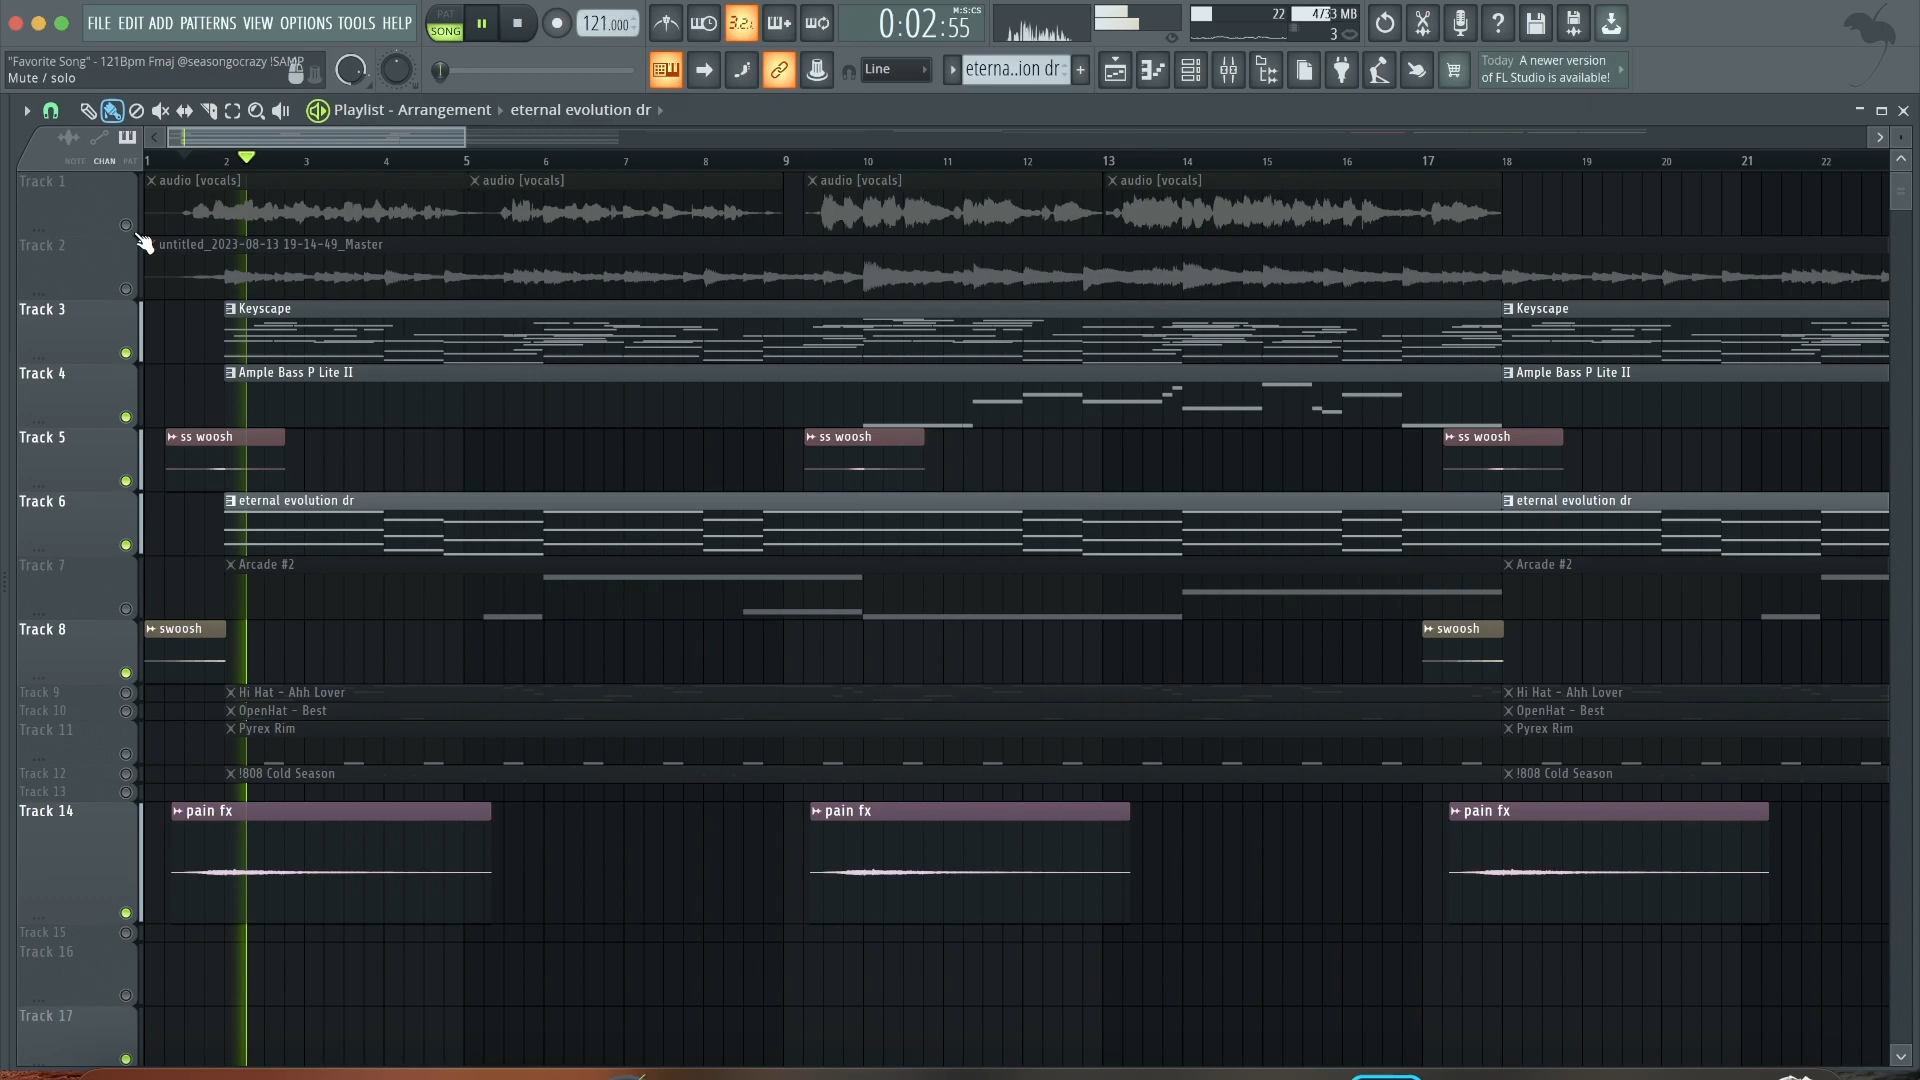 FILE EDIT ADD PATTERNS VIEW OPTIONS TOOLS HELP
PAT
SONG
121.000
3.2.
0:02:55
M:S:CS
22
4/33 MB
3
"Favorite Song" - 121Bpm Fmaj @seasongocrazy !SAMP
Mute / solo
Line
eterna..ion dr
+
Today A newer version
of FL Studio is available!
Playlist - Arrangement
eternal evolution dr
NOTE CHAN PAT
1 2 3 4 5 6 7 8 9 10 11 12 13 14 15 16 17 18 19 20 21 22
Track 1
audio [vocals] audio [vocals] audio [vocals] audio [vocals]
Track 2
untitled_2023-08-13 19-14-49_Master
Track 3
Keyscape Keyscape
Track 4
Ample Bass P Lite II Ample Bass P Lite II
Track 5
ss woosh ss woosh ss woosh
Track 6
eternal evolution dr eternal evolution dr
Track 7
Arcade #2 Arcade #2
Track 8
swoosh swoosh
Track 9
Hi Hat - Ahh Lover Hi Hat - Ahh Lover
Track 10
OpenHat - Best OpenHat - Best
Track 11
Pyrex Rim Pyrex Rim
Track 12
!808 Cold Season !808 Cold Season
Track 13
Track 14
pain fx pain fx pain fx
Track 15
Track 16
Track 17